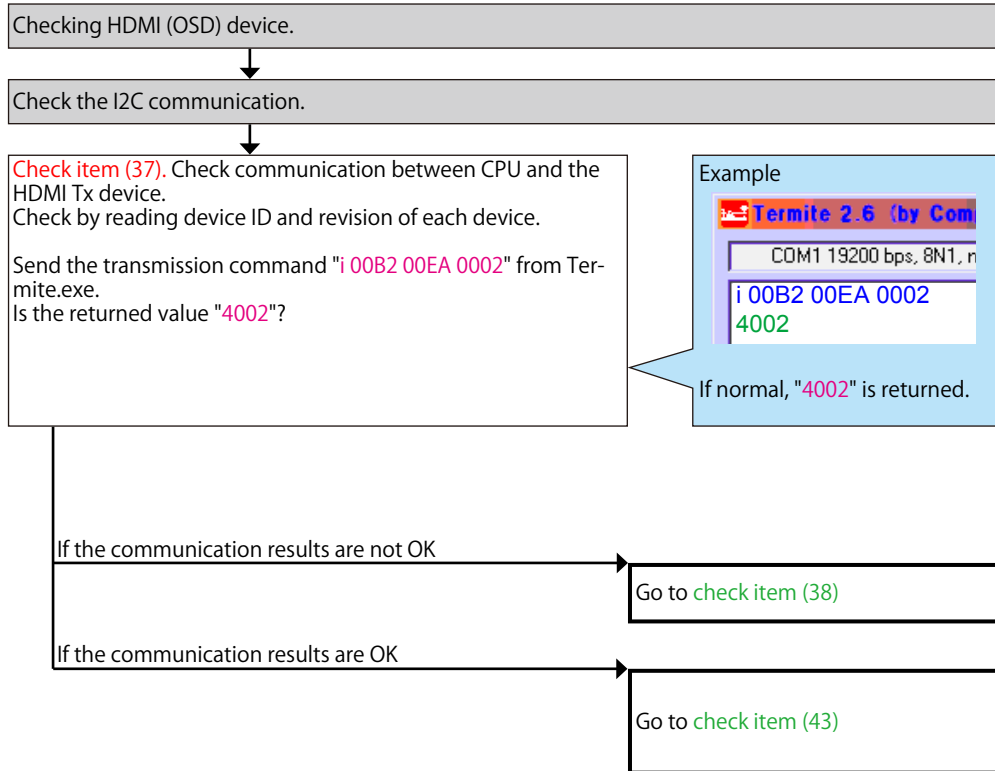 Checking HDMI (OSD) device.
Check the I2C communication.
Check item (37). Check communication between CPU and the
HDMI Tx device.
Check by reading device ID and revision of each device.
Send the transmission command "i 00B2 00EA 0002" from Ter-
mite.exe.
Is the returned value "4002"?
Example
Termite 2.6 (by Com
COM1 19200 bps, 8N1, n
i 00B2 00EA 0002
4002
If normal, "4002" is returned.
If the communication results are not OK
Go to check item (38)
If the communication results are OK
Go to check item (43)